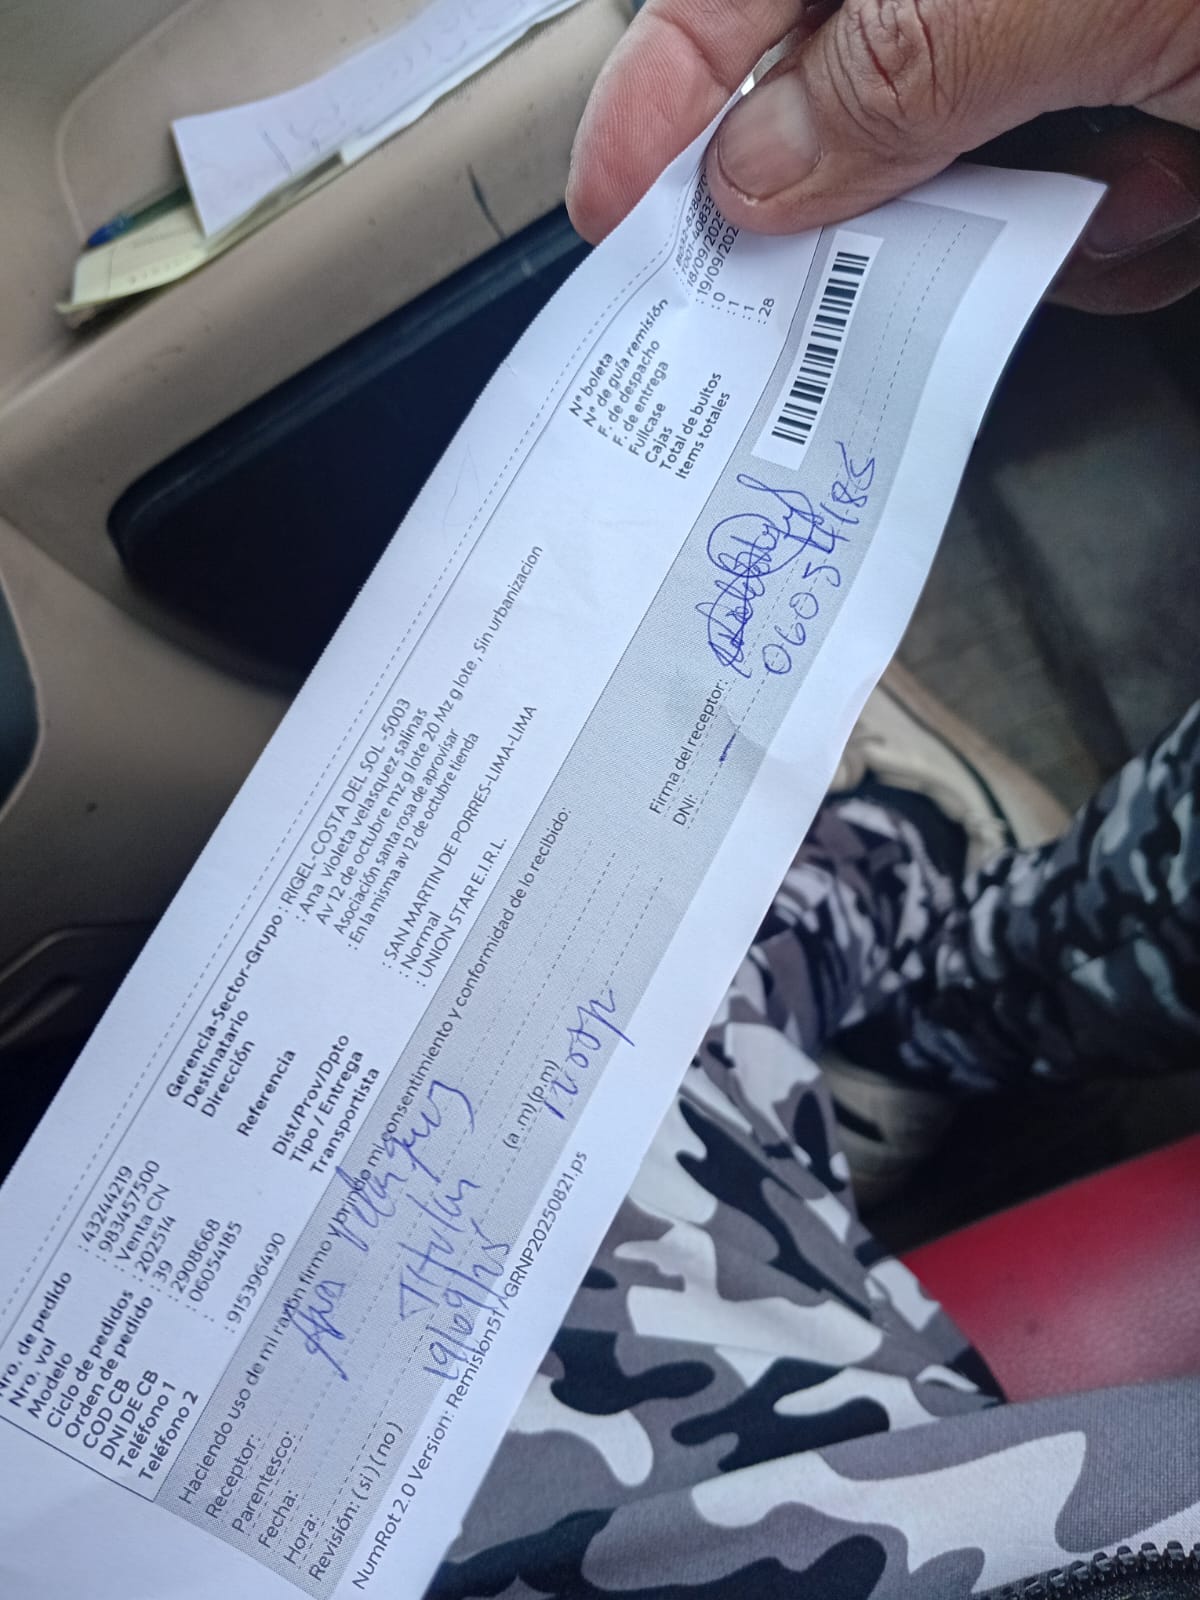 Nro. de pedido : 43244219
Nro. vol : 983457500
Modelo : Venta CN
Ciclo de pedidos : 202514
Orden de pedido : 39
COD CB : 2908668
DNI DE CB : 06054185
Teléfono 1 :
Teléfono 2 : 915396490
Gerencia-Sector-Grupo : RIGEL-COSTA DEL SOL -5003
Destinatario : Ana violeta velasquez salinas
Dirección Av 12 de octubre mz g lote 20 Mz g lote , Sin urbanizacion
Asociación santa rosa de aprovisar
Referencia : En la misma av 12 de octubre tienda
Dist/Prov/Dpto : SAN MARTIN DE PORRES-LIMA-LIMA
Tipo / Entrega : Normal
Transportista : UNION STAR E.I.R.L.
N° boleta
N° de guía remisión
F. de despacho : 18/09/202
F. de entrega : 19/09/202
Fullcase : 0
Cajas : 1
Total de bultos : 1
Items totales : 28
Haciendo uso de mi razón firmo y brindo mi consentimiento y conformidad de lo recibido:
Receptor: Ana Velasquez
Parentesco: Titular
Fecha: 19/09/25
Hora: (a .m) (p.m) 12:00p
Revisión: ( si ) ( no )
Firma del receptor:
DNI: 06054185
NumRot 2.0 Version: Remision517GRNP20250821.ps